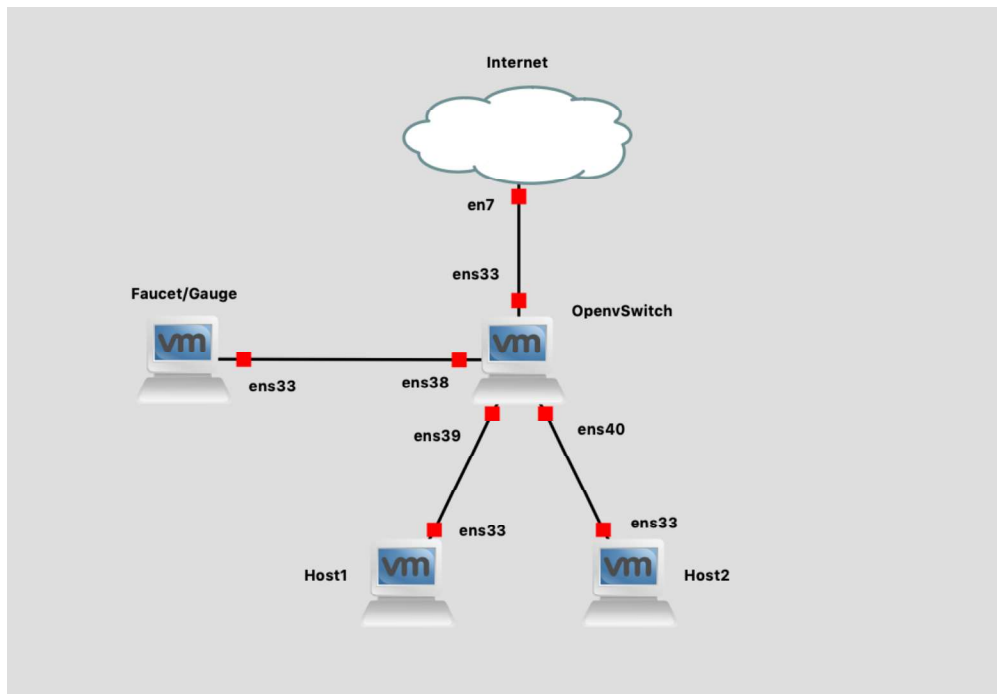 Internet
en7
ens33
Faucet/Gauge
OpenvSwitch
vm
vm
ens33
ens38
ens39
ens40
ens33
ens33
Host1
vm
vm
Host2